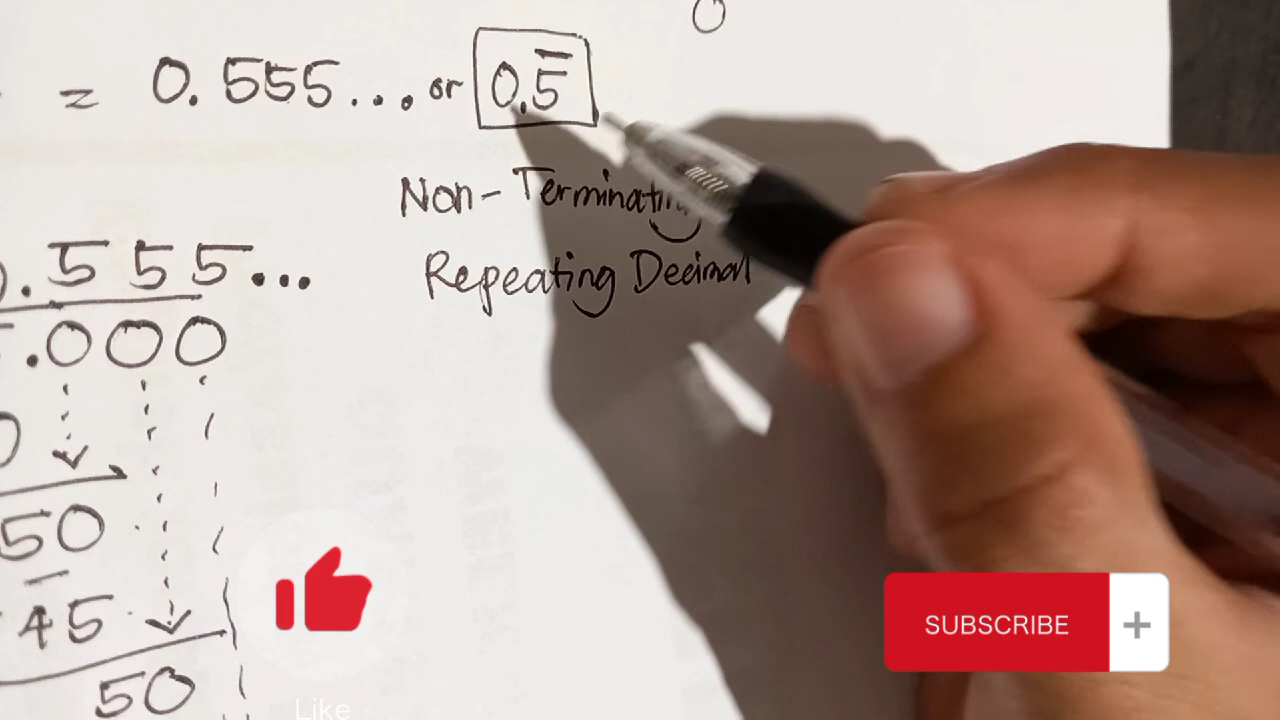 = 0.555... or 0.5̅
Non-Terminating
Repeating Decimal
.555...
.000
50
45
50
Like
SUBSCRIBE +